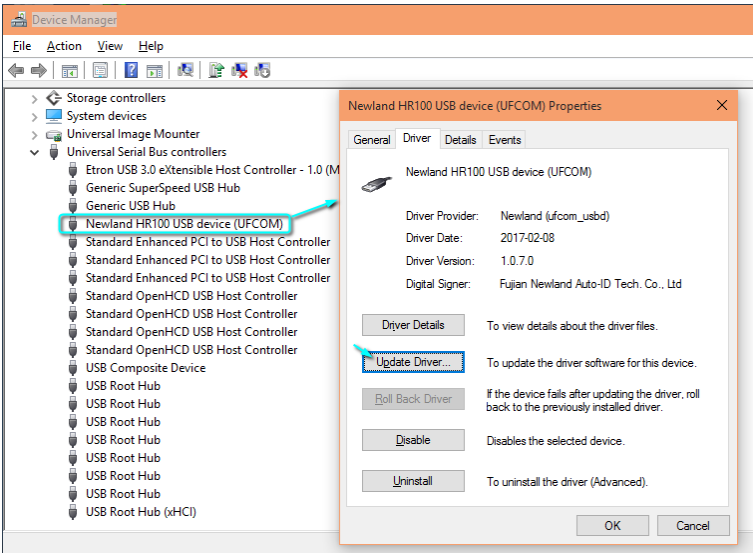 Device Manager
File Action View Help
Storage controllers
System devices
Universal Image Mounter
Universal Serial Bus controllers
Etron USB 3.0 eXtensible Host Controller - 1.0 (M
Generic SuperSpeed USB Hub
Generic USB Hub
Newland HR100 USB device (UFCOM)
Standard Enhanced PCI to USB Host Controller
Standard Enhanced PCI to USB Host Controller
Standard Enhanced PCI to USB Host Controller
Standard OpenHCD USB Host Controller
Standard OpenHCD USB Host Controller
Standard OpenHCD USB Host Controller
Standard OpenHCD USB Host Controller
USB Composite Device
USB Root Hub
USB Root Hub
USB Root Hub
USB Root Hub
USB Root Hub
USB Root Hub
USB Root Hub
USB Root Hub (xHCI)
Newland HR100 USB device (UFCOM) Properties
General Driver Details Events
Newland HR100 USB device (UFCOM)
Driver Provider: Newland (ufcom_usbd)
Driver Date: 2017-02-08
Driver Version: 1.0.7.0
Digital Signer: Fujian Newland Auto-ID Tech. Co., Ltd
Driver Details To view details about the driver files.
Update Driver... To update the driver software for this device.
Roll Back Driver If the device fails after updating the driver, roll
back to the previously installed driver.
Disable Disables the selected device.
Uninstall To uninstall the driver (Advanced).
OK Cancel